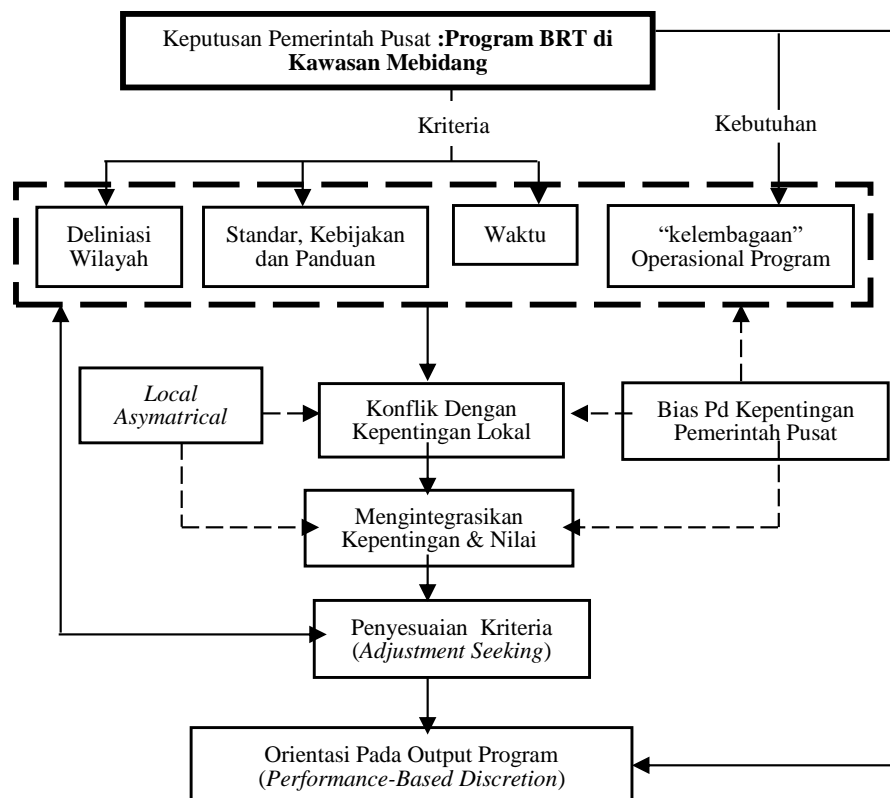 Keputusan Pemerintah Pusat :Program BRT di
Kawasan Mebidang
Kriteria
Kebutuhan
Deliniasi
Wilayah
Standar, Kebijakan
dan Panduan
Waktu
“kelembagaan”
Operasional Program
Local
Asymatrical
Konflik Dengan
Kepentingan Lokal
Bias Pd Kepentingan
Pemerintah Pusat
Mengintegrasikan
Kepentingan & Nilai
Penyesuaian Kriteria
(Adjustment Seeking)
Orientasi Pada Output Program
(Performance-Based Discretion)